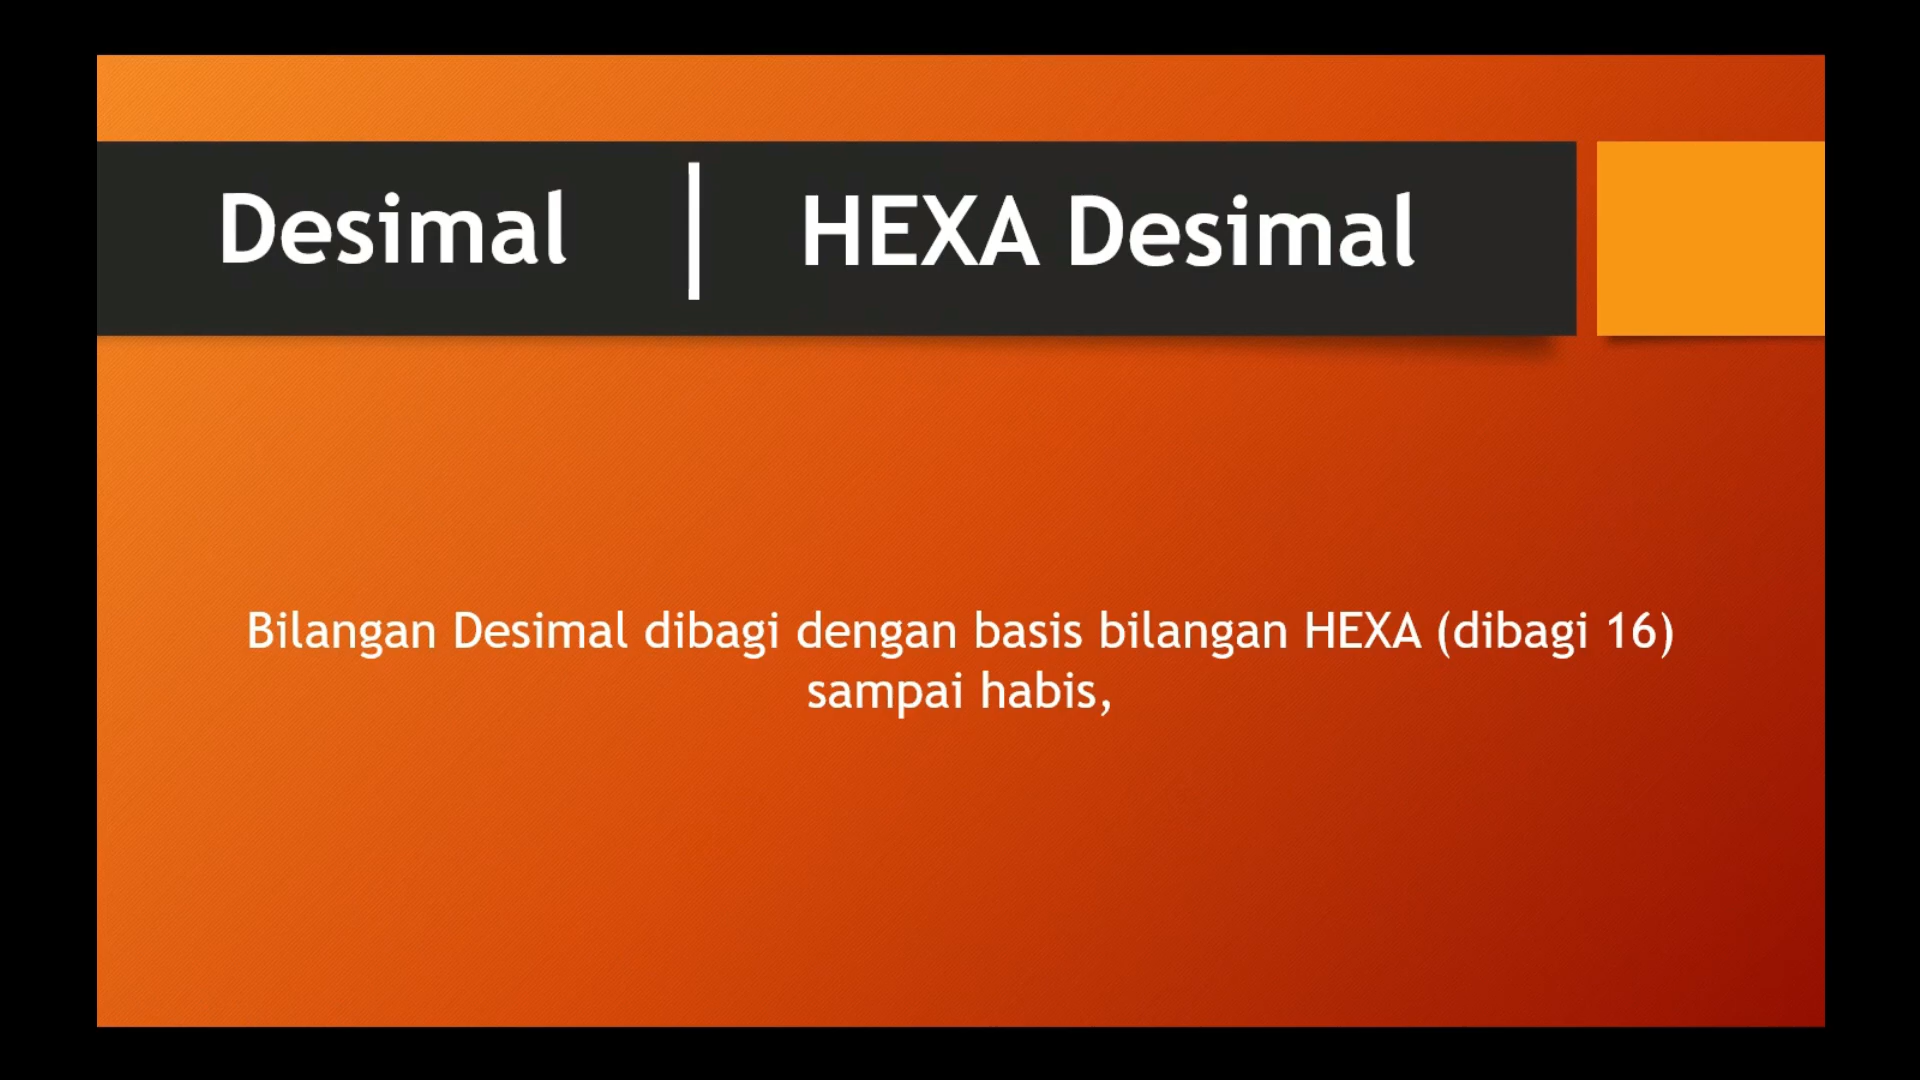 Desimal | HEXA Desimal
Bilangan Desimal dibagi dengan basis bilangan HEXA (dibagi 16)
sampai habis,